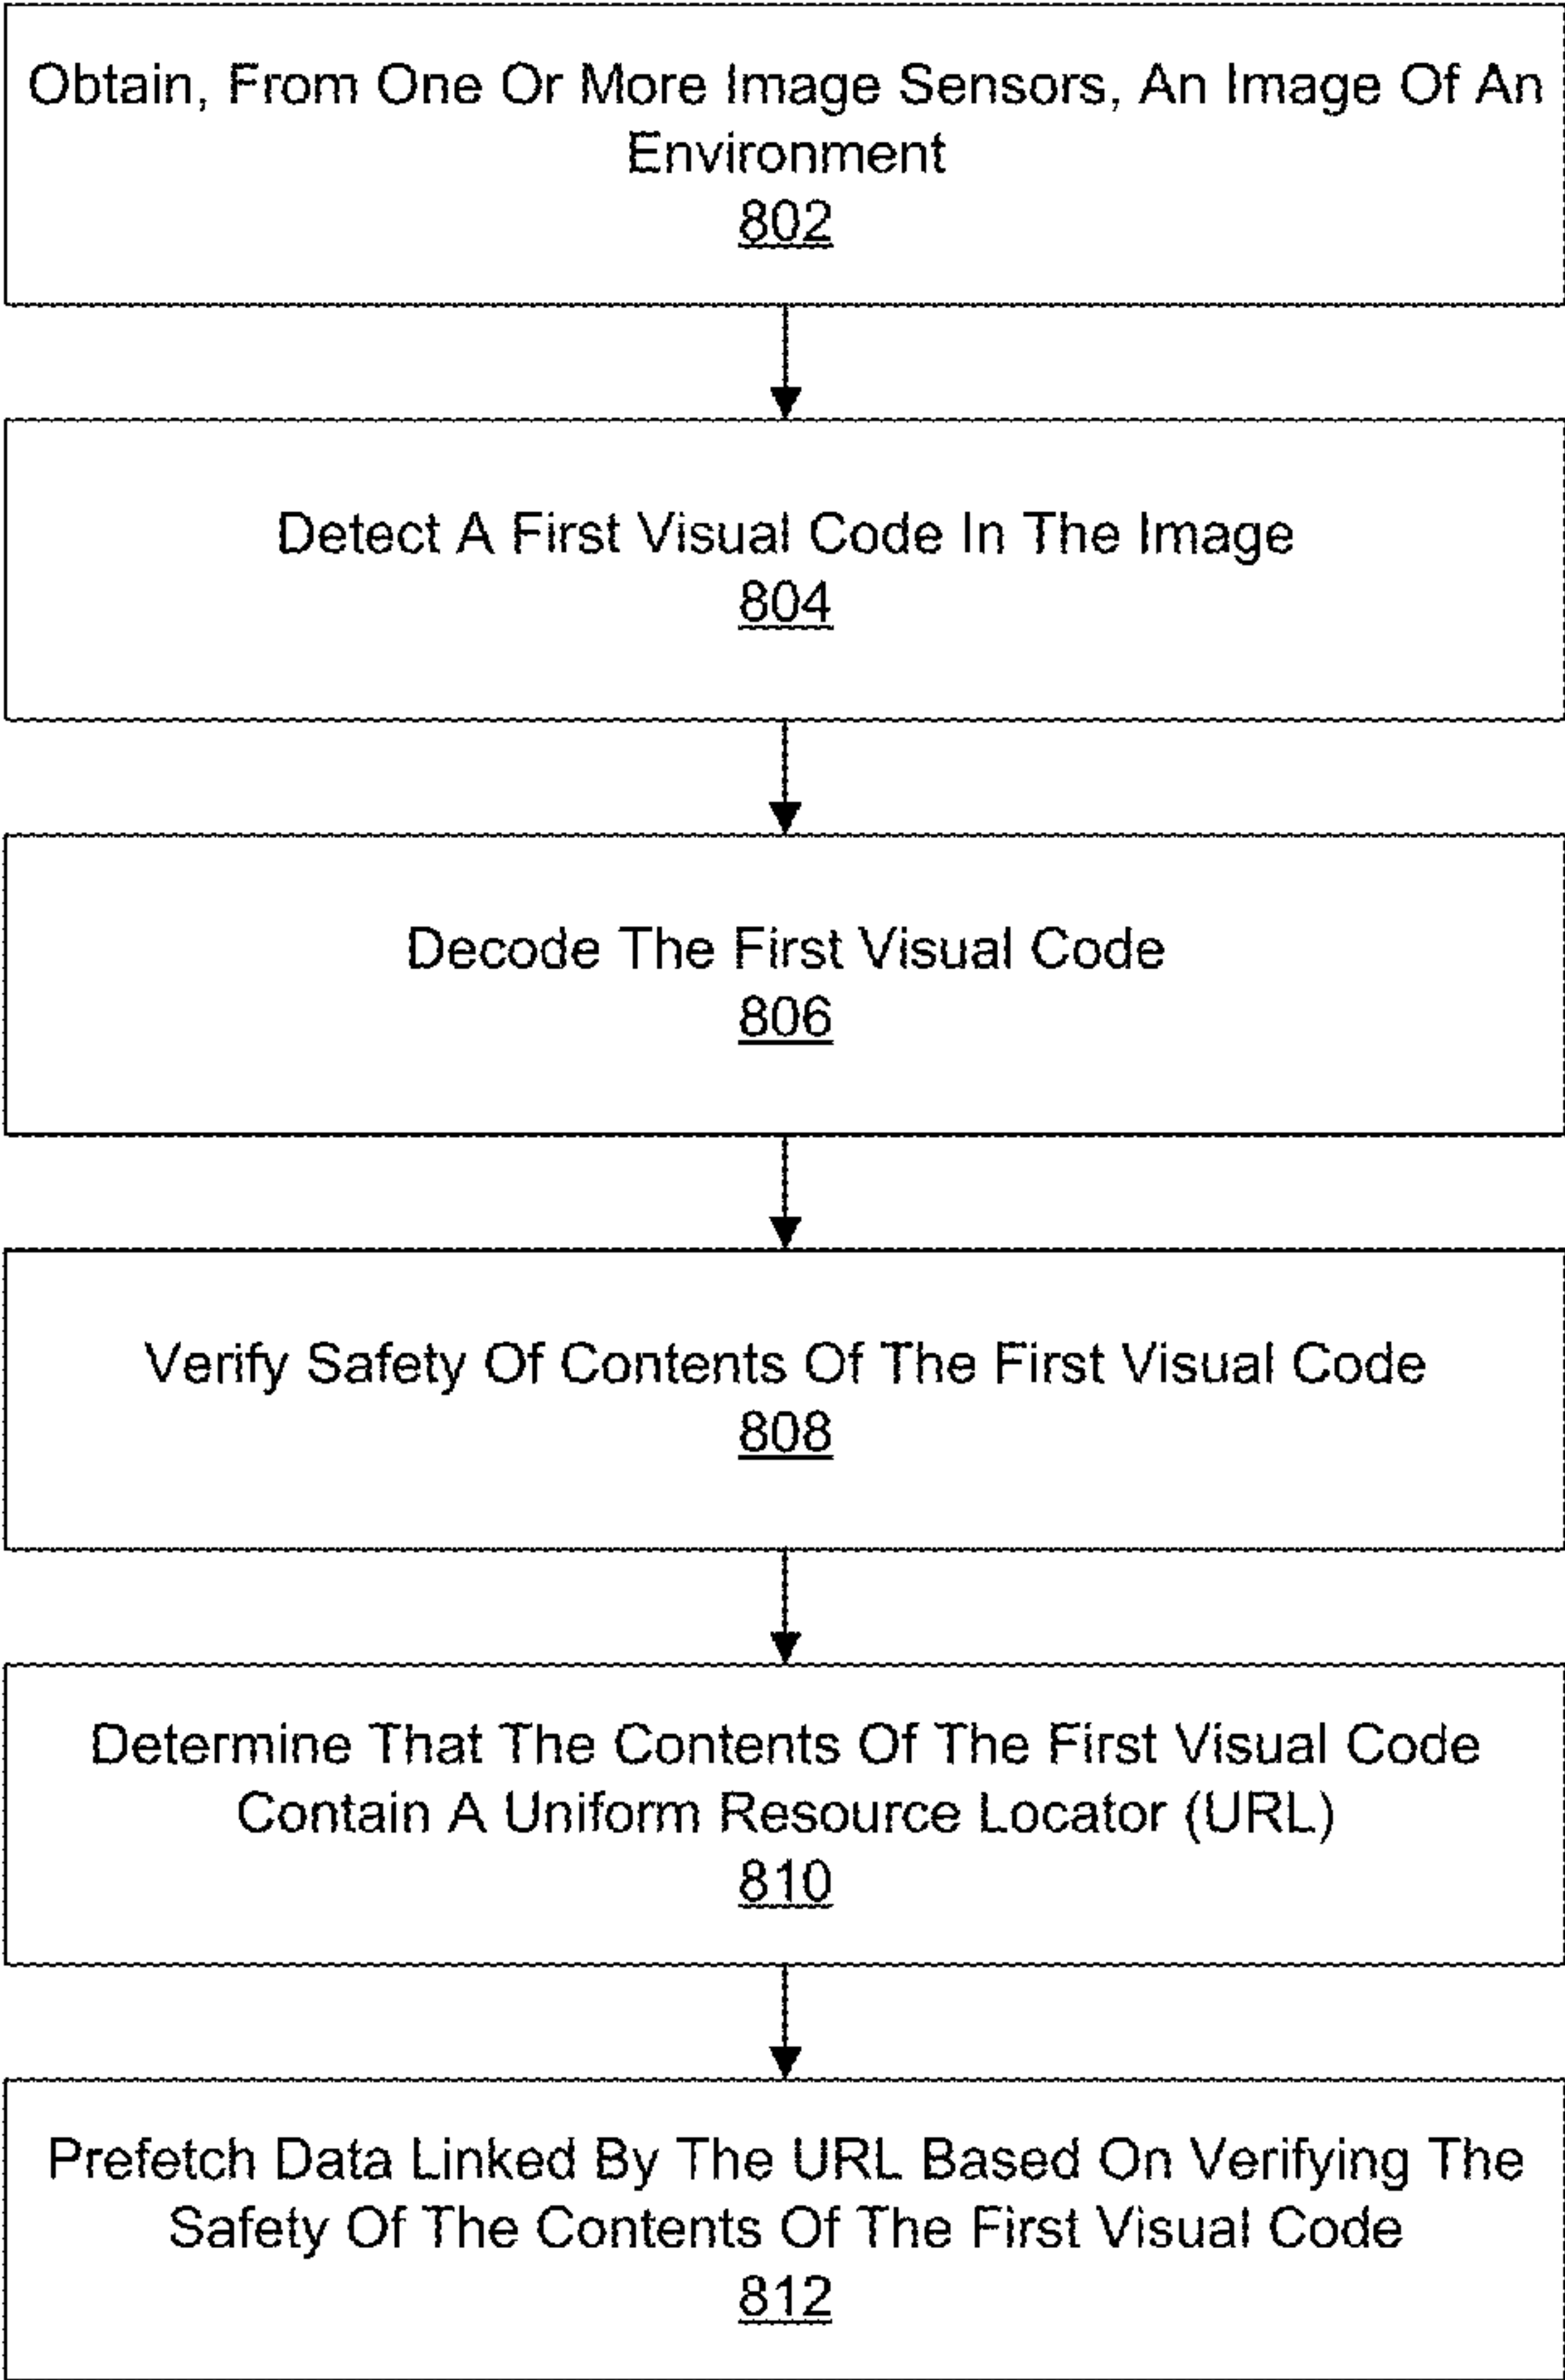 Obtain, From One Or More Image Sensors, An Image Of An
Environment
802
Detect A First Visual Code In The Image
804
Decode The First Visual Code
806
Verify Safety Of Contents Of The First Visual Code
808
Determine That The Contents Of The First Visual Code
Contain A Uniform Resource Locator (URL)
810
Prefetch Data Linked By The URL Based On Verifying The
Safety Of The Contents Of The First Visual Code
812